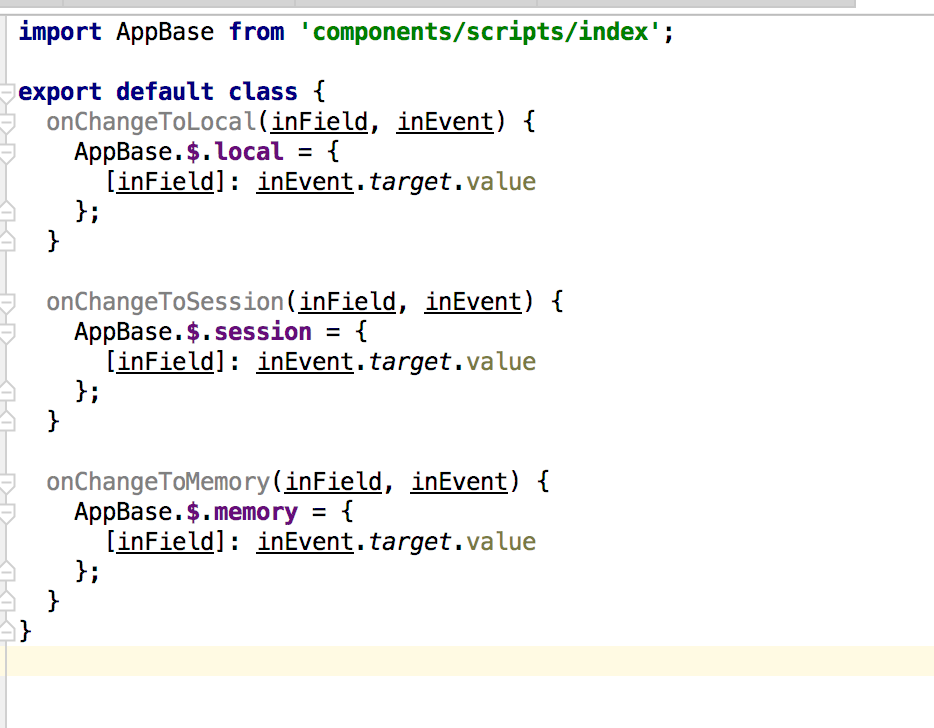 import AppBase from 'components/scripts/index';
export default class {
onChangeToLocal(inField, inEvent) {
AppBase.$.local = {
[inField]: inEvent.target.value
};
}
onChangeToSession(inField, inEvent) {
AppBase.$.session = {
[inField]: inEvent.target.value
};
}
onChangeToMemory(inField, inEvent) {
AppBase.$.memory = {
[inField]: inEvent.target.value
};
}
}